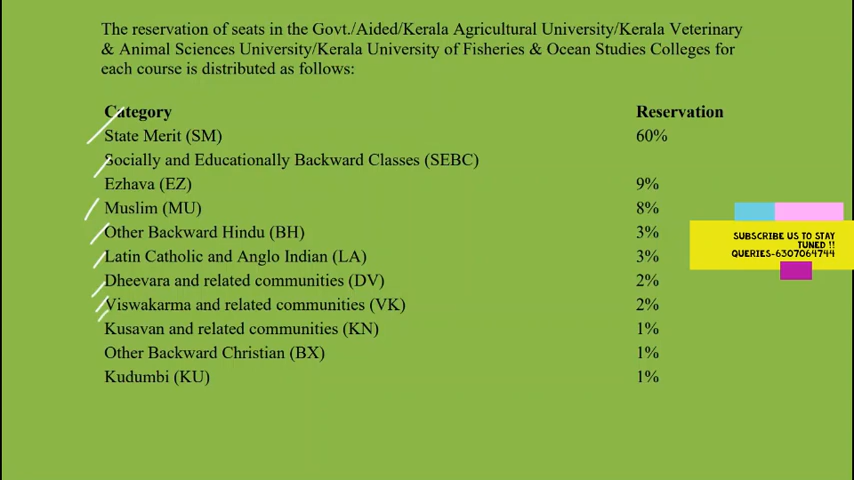 The reservation of seats in the Govt./Aided/Kerala Agricultural University/Kerala Veterinary
& Animal Sciences University/Kerala University of Fisheries & Ocean Studies Colleges for
each course is distributed as follows:
Category Reservation
State Merit (SM) 60%
Socially and Educationally Backward Classes (SEBC)
Ezhava (EZ) 9%
Muslim (MU) 8%
Other Backward Hindu (BH) 3%
Latin Catholic and Anglo Indian (LA) 3%
Dheevara and related communities (DV) 2%
Viswakarma and related communities (VK) 2%
Kusavan and related communities (KN) 1%
Other Backward Christian (BX) 1%
Kudumbi (KU) 1%
SUBSCRIBE US TO STAY
TUNED !!
QUERIES-6307064744